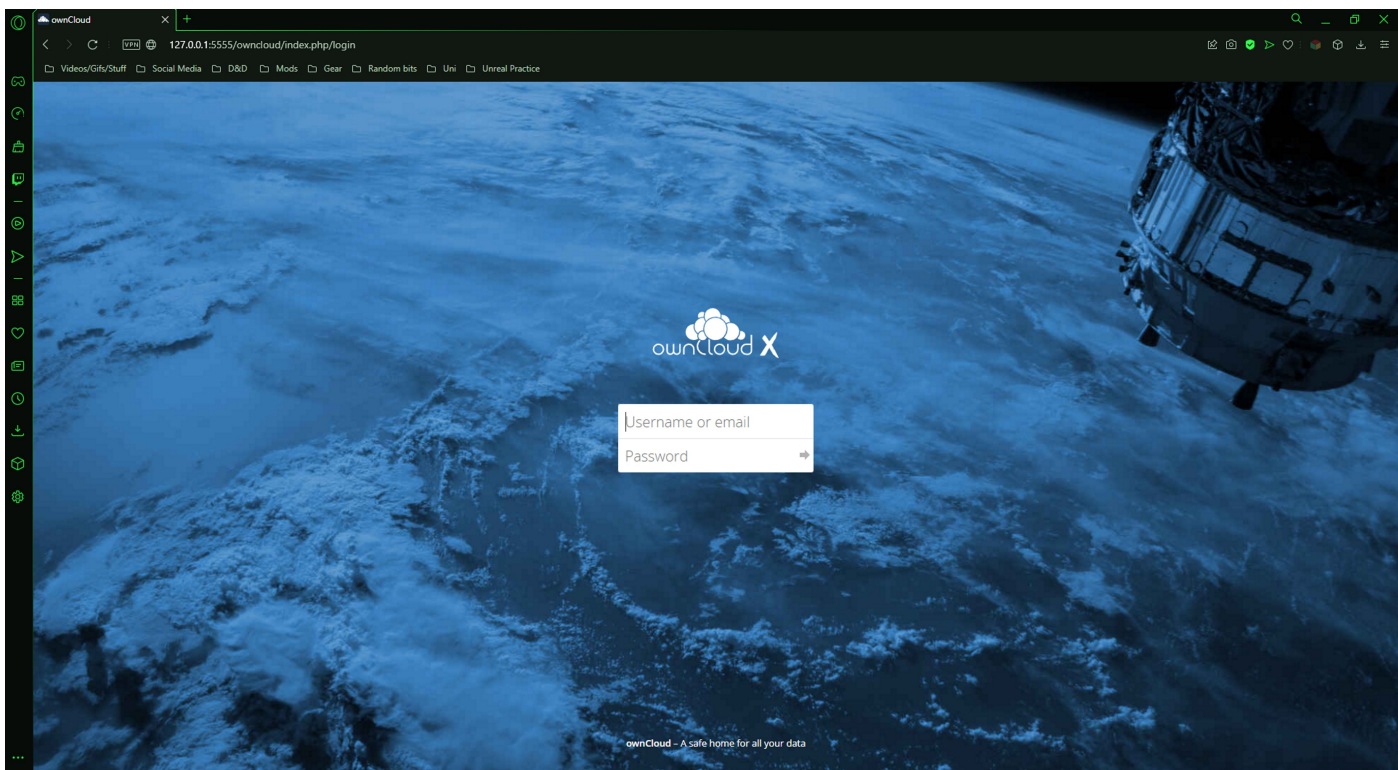 ownCloud
VPN 127.0.0.1:5555/owncloud/index.php/login
Videos/Gifs/Stuff Social Media D&D Mods Gear Random bits Uni Unreal Practice
ownCloud X
Username or email
Password
ownCloud – A safe home for all your data